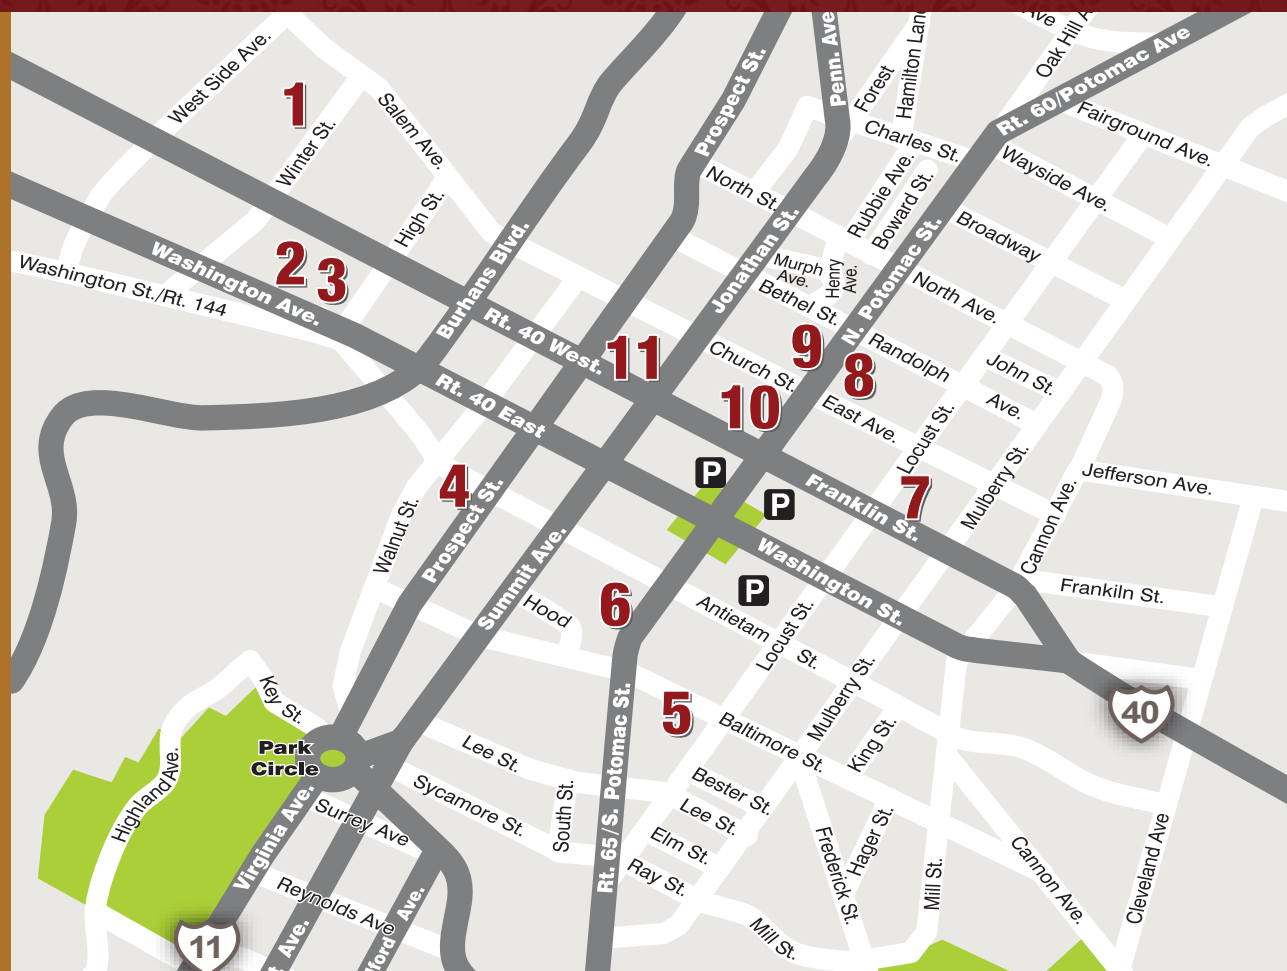 Ave
Oak Hill A
Rt. 60/Potomac Ave
Penn. Ave
Hamilton Lan
Forest
Prospect St.
West Side Ave.
1
Salem Ave.
Winter St.
High St.
Charles St.
Fairground Ave.
Wayside Ave.
North St.
Rubbie Ave.
Boward St.
Broadway
Jonathan St.
N. Potomac St.
Burhans Blvd.
Washington Ave.
2
3
Washington St./Rt. 144
Murph
Ave.
Henry
Ave.
Bethel St.
North Ave.
Rt. 40 West.
11
9
8
Church St.
Randolph
Ave.
John St.
Rt. 40 East
10
East Ave.
Locust St.
Mulberry St.
Jefferson Ave.
P
P
4
Prospect St.
Walnut St.
7
Franklin St.
Cannon Ave.
Summit Ave.
Washington St.
P
Frankiln St.
6
Hood
Antietam
St.
Locust St.
Mulberry St.
Key St.
5
40
Baltimore St.
King St.
Park
Circle
Lee St.
Rt. 65/S. Potomac St.
Highland Ave.
Sycamore St.
South St.
Bester St.
Lee St.
Elm St.
Ray St.
Surrey Ave
Virginia Ave.
Frederick St.
Hager St.
Mill St.
Cannon Ave.
Cleveland Ave
Reynolds Ave
11
t Ave.
lford Ave.
Mill St.